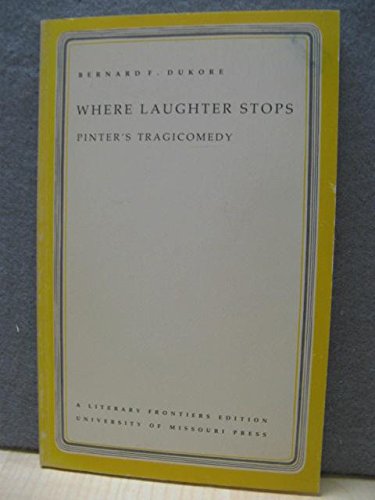 BERNARD F. DUKORE
WHERE LAUGHTER STOPS
PINTER'S TRAGICOMEDY
A LITERARY FRONTIERS EDITION
UNIVERSITY OF MISSOURI PRESS